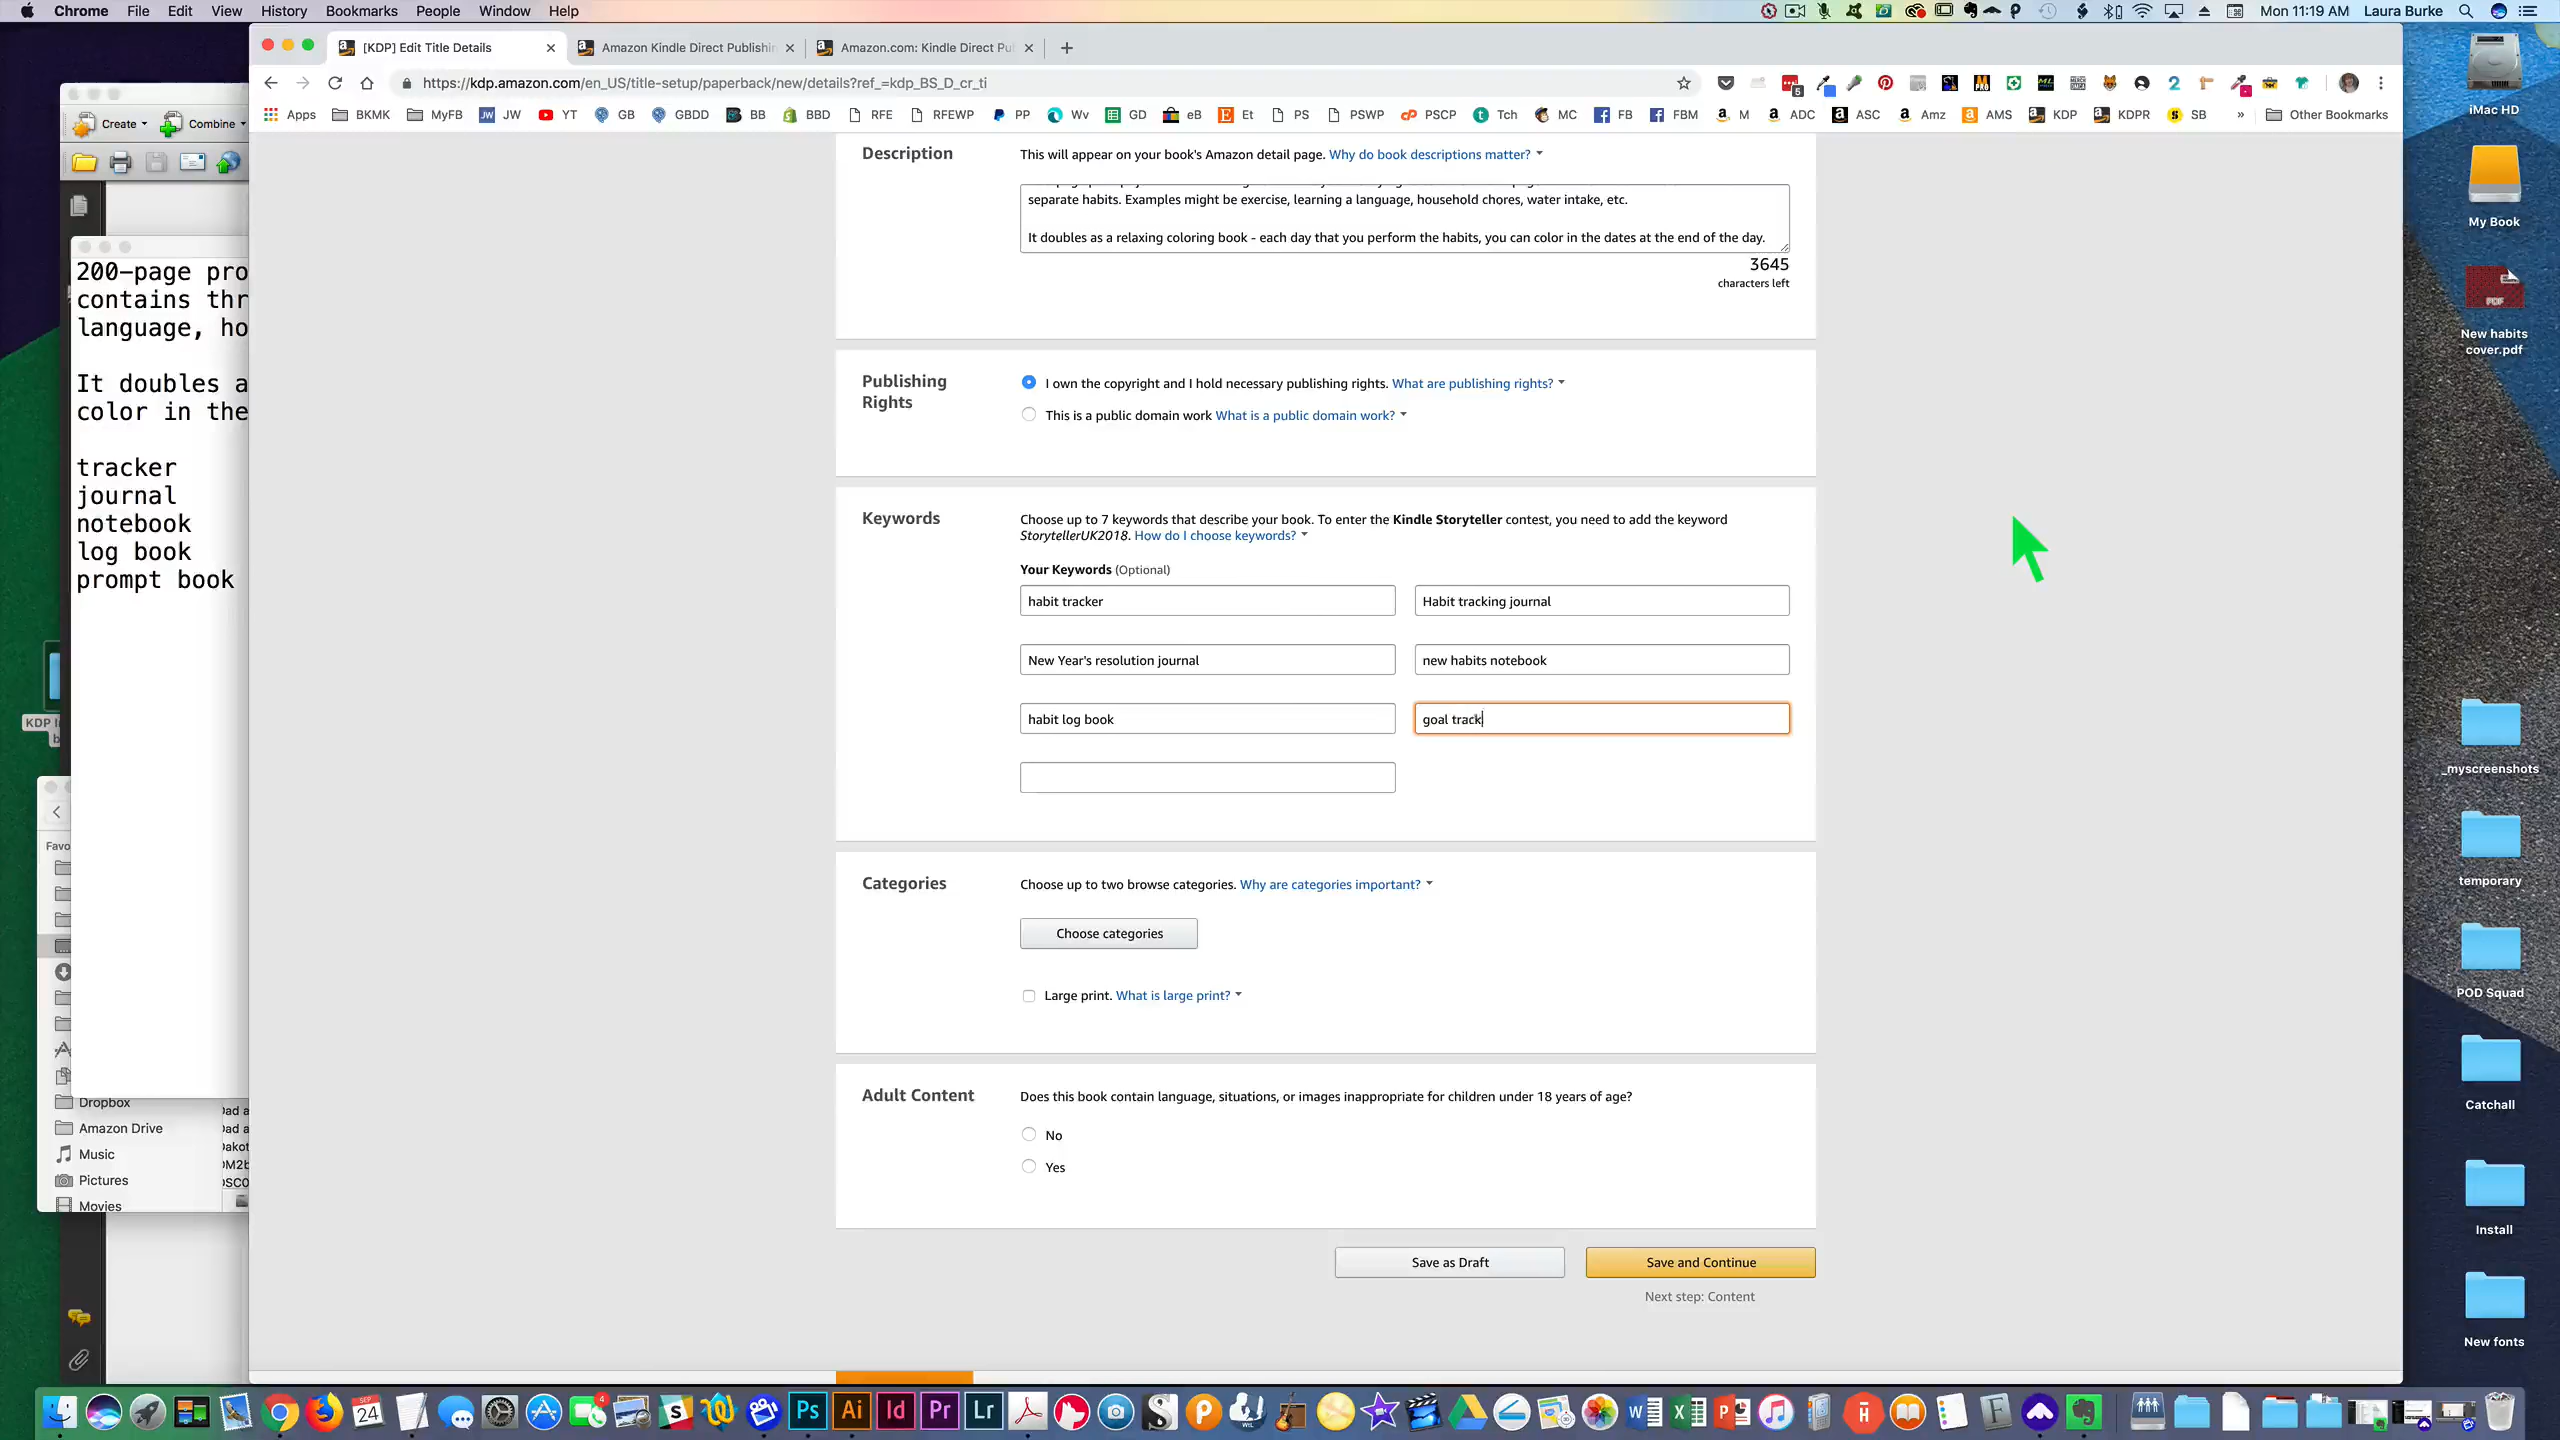 Chrome File Edit View History Bookmarks People Window Help
Mon 11:19 AM Laura Burke
[KDP] Edit Title Details
Amazon Kindle Direct Publishin
Amazon.com: Kindle Direct Pu
https://kdp.amazon.com/en_US/title-setup/paperback/new/details?ref_=kdp_BS_D_cr_ti
Apps BKMK MyFB JW YT GB GBDD BB BBD RFE RFEWP PP Wv GD eB Et PS PSWP PSCP Tch MC FB FBM M ADC ASC Amz AMS KDP KDPR SB » Other Bookmarks
Create Combine
200-page pro
contains thr
language, ho
It doubles a
color in the
tracker
journal
notebook
log book
prompt book
KDP
Favo
Dropbox
Amazon Drive
Music
Pictures
Movies
Description
This will appear on your book's Amazon detail page. Why do book descriptions matter?
separate habits. Examples might be exercise, learning a language, household chores, water intake, etc.
It doubles as a relaxing coloring book - each day that you perform the habits, you can color in the dates at the end of the day.
3645
characters left
Publishing
Rights
I own the copyright and I hold necessary publishing rights. What are publishing rights?
This is a public domain work What is a public domain work?
Keywords
Choose up to 7 keywords that describe your book. To enter the Kindle Storyteller contest, you need to add the keyword
StorytellerUK2018. How do I choose keywords?
Your Keywords (Optional)
habit tracker
Habit tracking journal
New Year's resolution journal
new habits notebook
habit log book
goal track
Categories
Choose up to two browse categories. Why are categories important?
Choose categories
Large print. What is large print?
Adult Content
Does this book contain language, situations, or images inappropriate for children under 18 years of age?
No
Yes
Save as Draft
Save and Continue
Next step: Content
iMac HD
My Book
PDF
New habits
cover.pdf
_myscreenshots
temporary
POD Squad
Catchall
Install
New fonts
SEP
24
4
Ps Ai Id Pr Lr